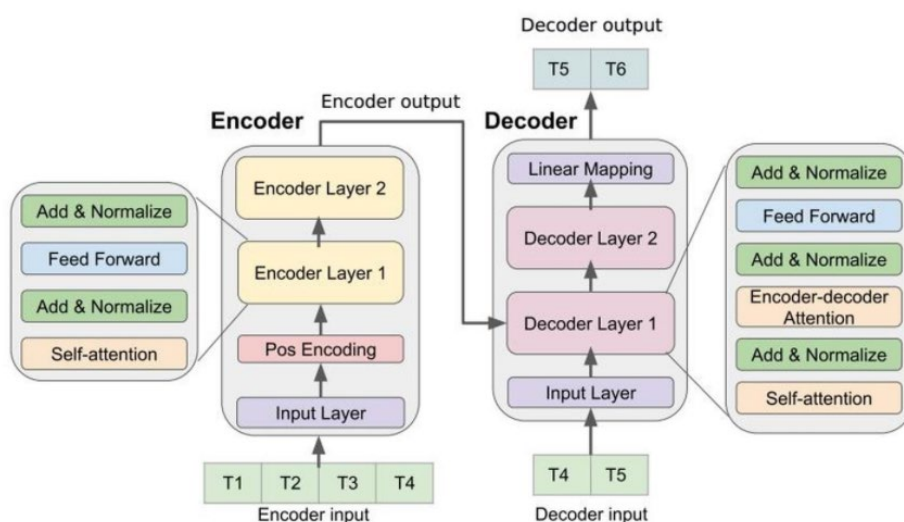 Decoder output
T5 T6
Encoder output
Encoder
Decoder
Encoder Layer 2
Encoder Layer 1
Pos Encoding
Input Layer
Add & Normalize
Feed Forward
Add & Normalize
Self-attention
T1 T2 T3 T4
Encoder input
Linear Mapping
Decoder Layer 2
Decoder Layer 1
Input Layer
Add & Normalize
Feed Forward
Add & Normalize
Encoder-decoder
Attention
Add & Normalize
Self-attention
T4 T5
Decoder input